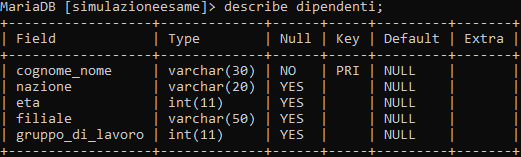 MariaDB [simulazioneesame]> describe dipendenti;
+------------------+-------------+------+-----+---------+-------+
| Field            | Type        | Null | Key | Default | Extra |
+------------------+-------------+------+-----+---------+-------+
| cognome_nome     | varchar(30) | NO   | PRI | NULL    |       |
| nazione          | varchar(20) | YES  |     | NULL    |       |
| eta              | int(11)     | YES  |     | NULL    |       |
| filiale          | varchar(50) | YES  |     | NULL    |       |
| gruppo_di_lavoro | int(11)     | YES  |     | NULL    |       |
+------------------+-------------+------+-----+---------+-------+